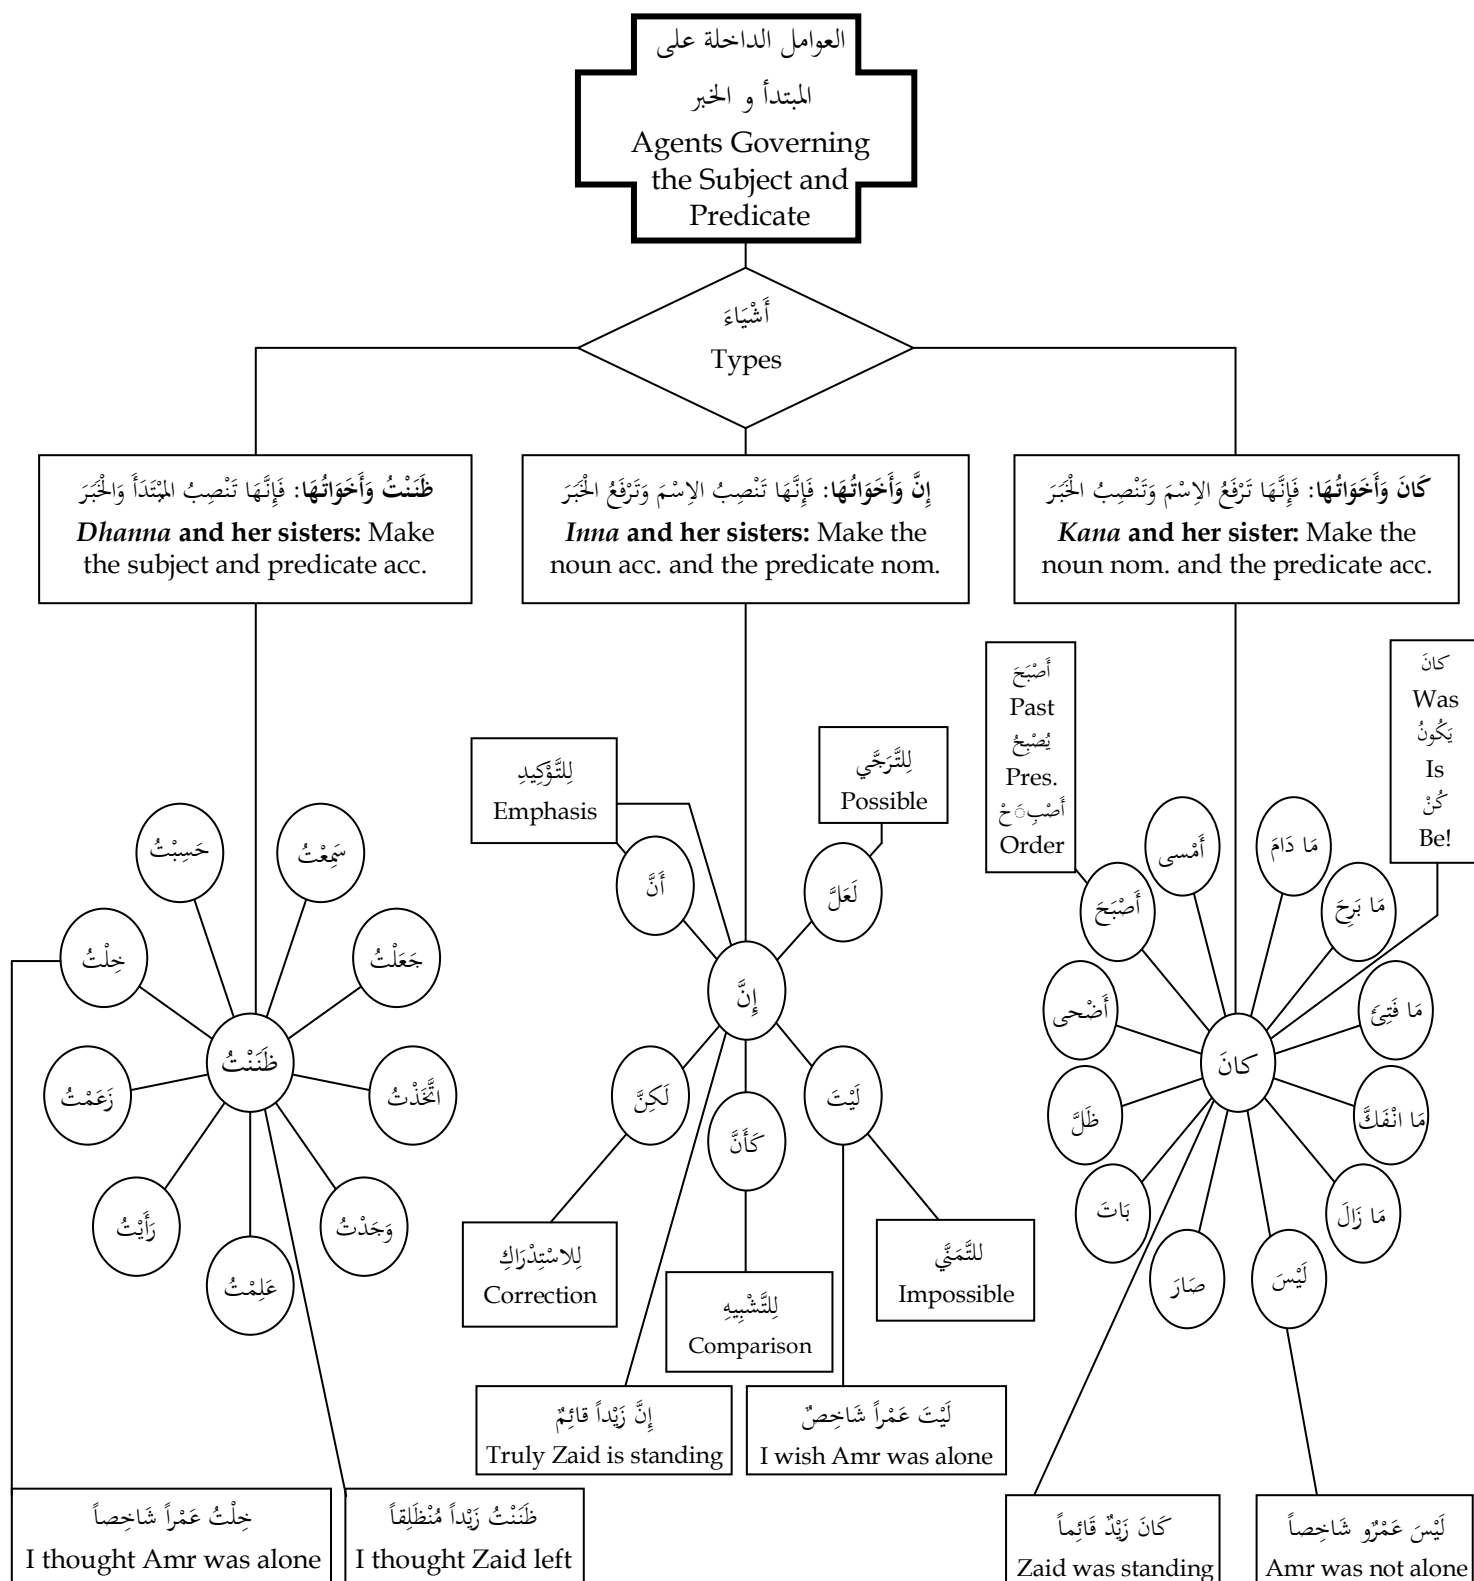 العوامل الداخلة على
المبتدأ و الخبر
Agents Governing
the Subject and
Predicate
أَشْيَاءَ
Types
ظَنَنْتُ وَأَخَوَاتُهَا: فَإِنَّهَا تَنْصِبُ المُبْتَدَأَ وَالْخَبَرَ
Dhanna and her sisters: Make
the subject and predicate acc.
إِنَّ وَأَخَوَاتُهَا: فَإِنَّهَا تَنْصِبُ الاِسْمَ وَتَرْفَعُ الْخَبَرَ
Inna and her sisters: Make the
noun acc. and the predicate nom.
كَانَ وَأَخَوَاتُهَا: فَإِنَّهَا تَرْفَعُ الاِسْمَ وَتَنْصِبُ الْخَبَرَ
Kana and her sister: Make the
noun nom. and the predicate acc.
حَسِبْتُ
سَمِعْتُ
خِلْتُ
جَعَلْتُ
ظَنَنْتُ
زَعَمْتُ
اتَّخَذْتُ
رَأَيْتُ
وَجَدْتُ
عَلِمْتُ
خِلْتُ عَمْراً شَاخِصاً
I thought Amr was alone
ظَنَنْتُ زَيْداً مُنْظَلِقاً
I thought Zaid left
لِلتَّوْكِيدِ
Emphasis
لِلتَّرَجَّي
Possible
أَنَّ
لَعَلَّ
إِنَّ
لَكِنَّ
كَأَنَّ
لَيْتَ
لِلاسْتِدْرَاكِ
Correction
لِلتَّشْبِيهِ
Comparison
للتَّمَنَّي
Impossible
إِنَّ زَيْداً قائِمٌ
Truly Zaid is standing
لَيْتَ عَمْراً شَاخِصٌ
I wish Amr was alone
أَصْبَحَ
Past
يُصْبِحُ
Pres.
أَصْبِ◌َحْ
Order
كانَ
Was
يَكُونُ
Is
كُنْ
Be!
أَمْسى
مَا دَامَ
أَصْبَحَ
مَا بَرِحَ
أَضْحى
مَا فَتِئَ
كانَ
ظَلَّ
مَا انْفَكَّ
بَاتَ
مَا زَالَ
صَارَ
لَيْسَ
كَانَ زَيْدٌ قَائِماً
Zaid was standing
لَيْسَ عَمْرٌو شَاخِصاً
Amr was not alone